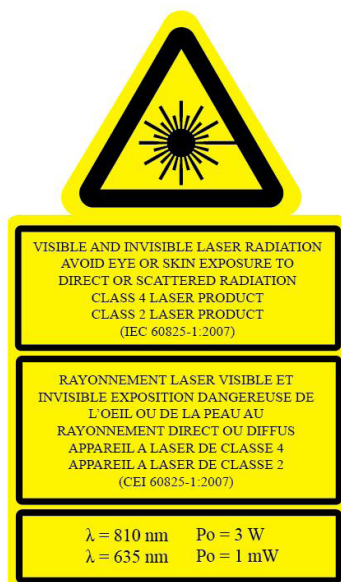 VISIBLE AND INVISIBLE LASER RADIATION
AVOID EYE OR SKIN EXPOSURE TO
DIRECT OR SCATTERED RADIATION
CLASS 4 LASER PRODUCT
CLASS 2 LASER PRODUCT
(IEC 60825-1:2007)
RAYONNEMENT LASER VISIBLE ET
INVISIBLE EXPOSITION DANGEREUSE DE
L`OEIL OU DE LA PEAU AU
RAYONNEMENT DIRECT OU DIFFUS
APPAREIL A LASER DE CLASSE 4
APPAREIL A LASER DE CLASSE 2
(CEI 60825-1:2007)
λ = 810 nm Po = 3 W
λ = 635 nm Po = 1 mW